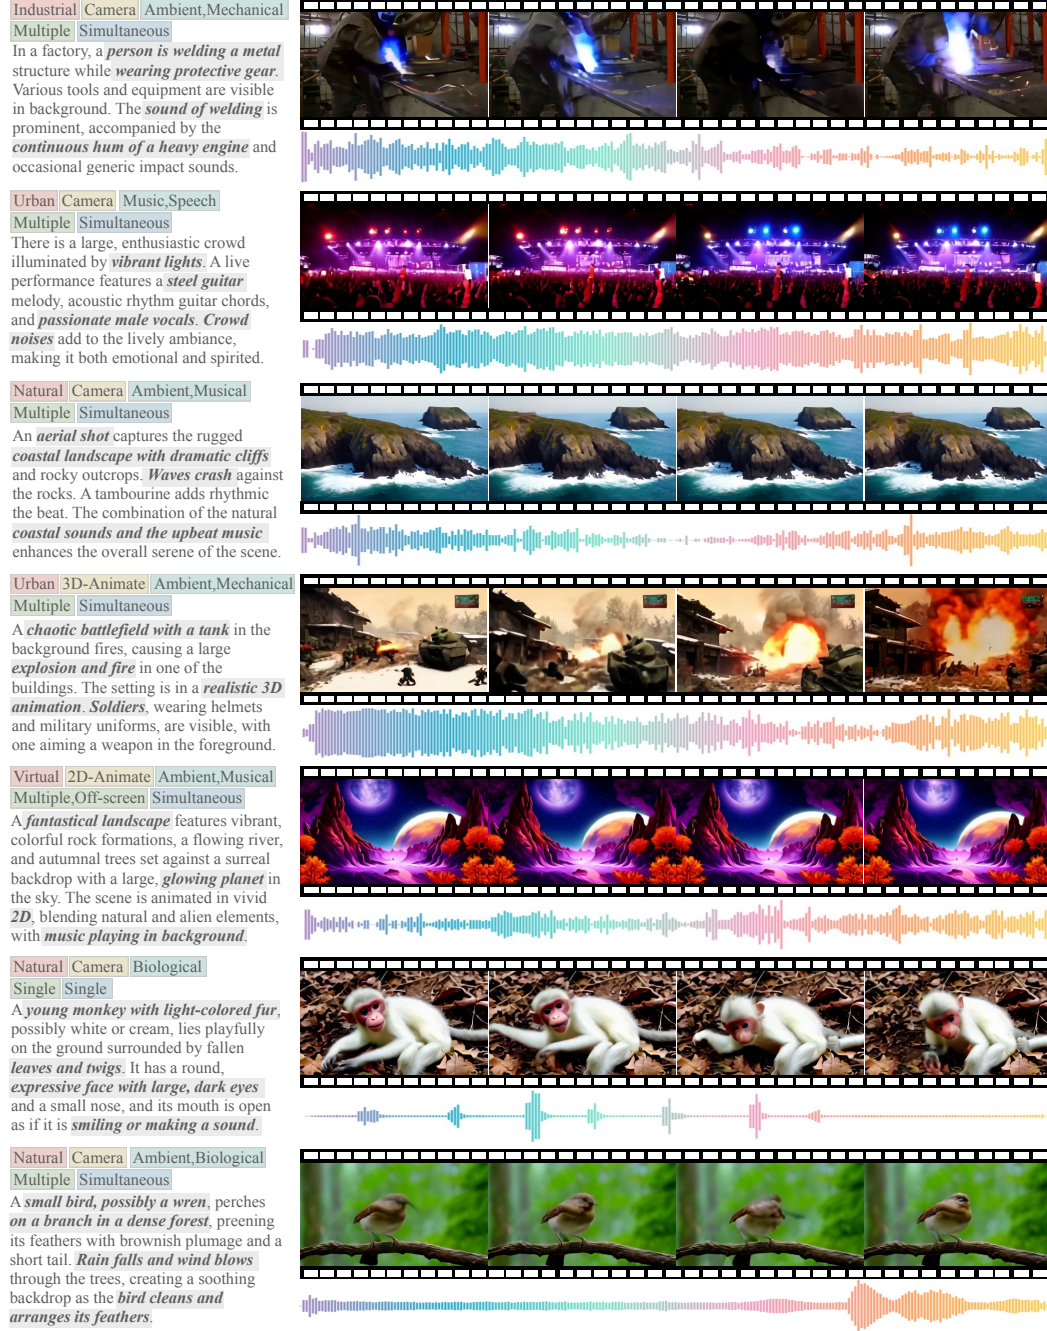 Industrial Camera Ambient,Mechanical
Multiple Simultaneous
In a factory, a person is welding a metal
structure while wearing protective gear.
Various tools and equipment are visible
in background. The sound of welding is
prominent, accompanied by the
continuous hum of a heavy engine and
occasional generic impact sounds.
Urban Camera Music,Speech
Multiple Simultaneous
There is a large, enthusiastic crowd
illuminated by vibrant lights. A live
performance features a steel guitar
melody, acoustic rhythm guitar chords,
and passionate male vocals. Crowd
noises add to the lively ambiance,
making it both emotional and spirited.
Natural Camera Ambient,Musical
Multiple Simultaneous
An aerial shot captures the rugged
coastal landscape with dramatic cliffs
and rocky outcrops. Waves crash against
the rocks. A tambourine adds rhythmic
the beat. The combination of the natural
coastal sounds and the upbeat music
enhances the overall serene of the scene.
Urban 3D-Animate Ambient,Mechanical
Multiple Simultaneous
A chaotic battlefield with a tank in the
background fires, causing a large
explosion and fire in one of the
buildings. The setting is in a realistic 3D
animation. Soldiers, wearing helmets
and military uniforms, are visible, with
one aiming a weapon in the foreground.
Virtual 2D-Animate Ambient,Musical
Multiple,Off-screen Simultaneous
A fantastical landscape features vibrant,
colorful rock formations, a flowing river,
and autumnal trees set against a surreal
backdrop with a large, glowing planet in
the sky. The scene is animated in vivid
2D, blending natural and alien elements,
with music playing in background.
Natural Camera Biological
Single Single
A young monkey with light-colored fur,
possibly white or cream, lies playfully
on the ground surrounded by fallen
leaves and twigs. It has a round,
expressive face with large, dark eyes
and a small nose, and its mouth is open
as if it is smiling or making a sound.
Natural Camera Ambient,Biological
Multiple Simultaneous
A small bird, possibly a wren, perches
on a branch in a dense forest, preening
its feathers with brownish plumage and a
short tail. Rain falls and wind blows
through the trees, creating a soothing
backdrop as the bird cleans and
arranges its feathers.